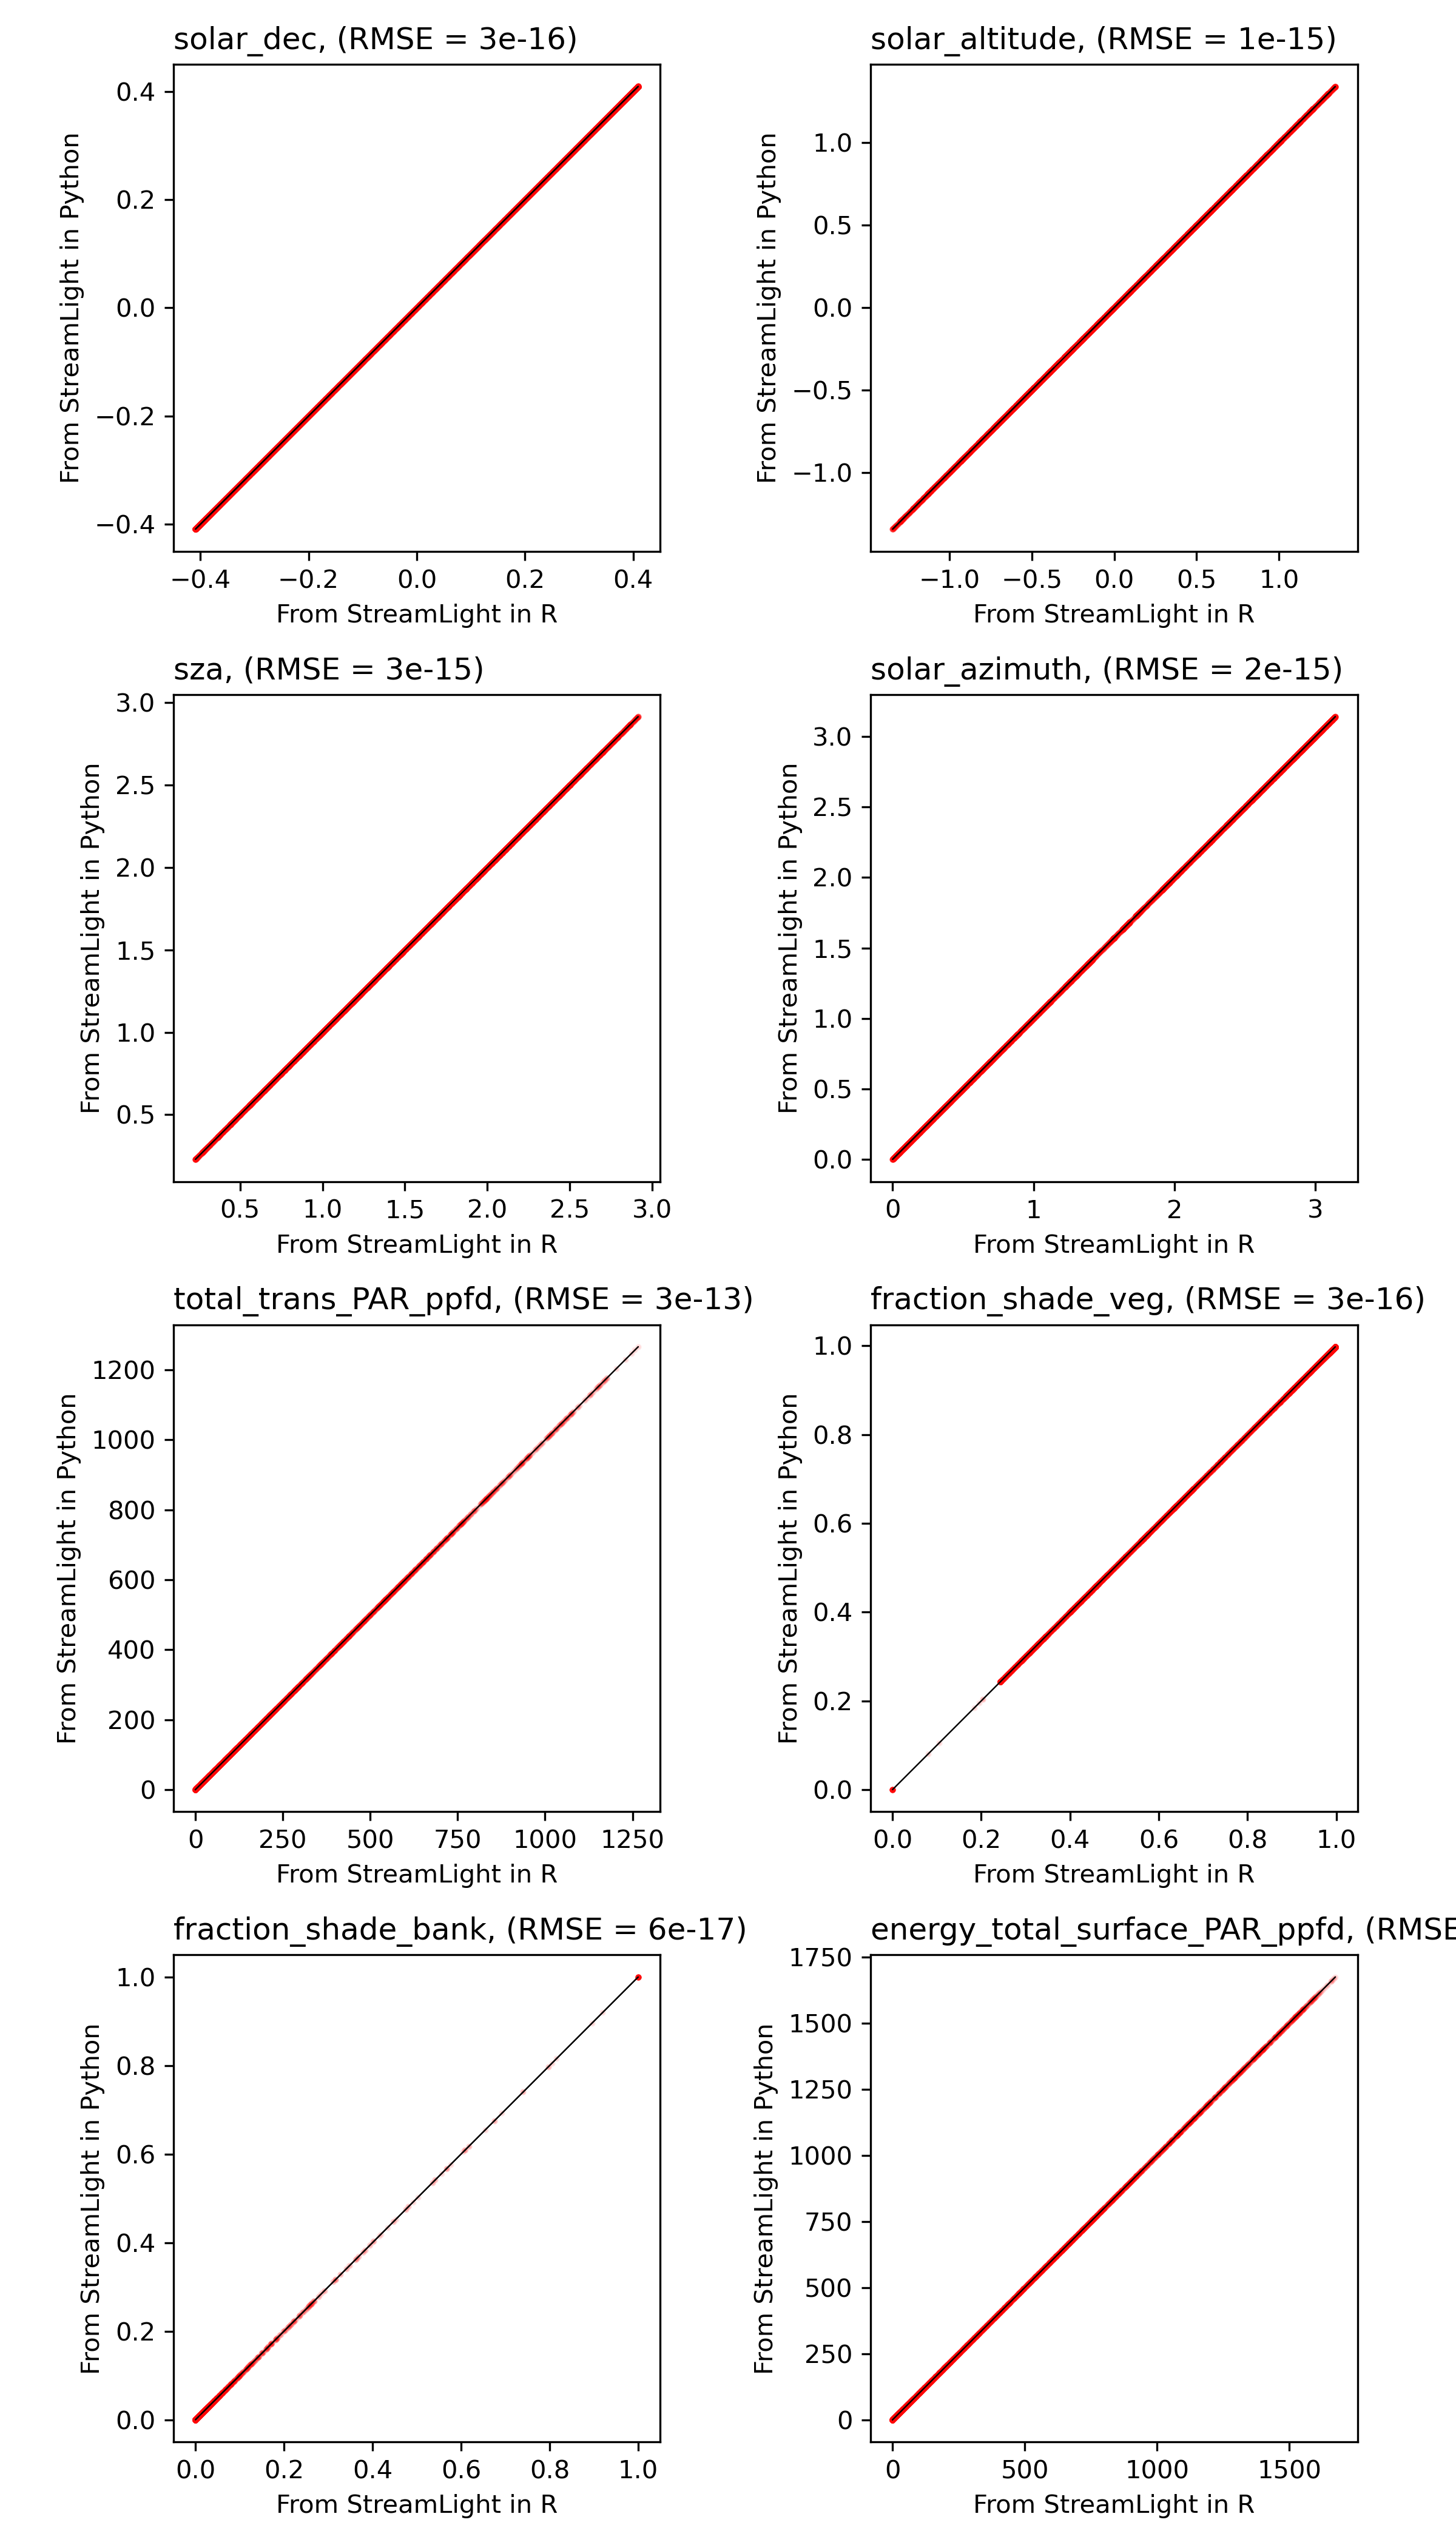 solar_dec, (RMSE = 3e-16)
From StreamLight in Python
0.4
0.2
0.0
−0.2
−0.4
−0.4 −0.2 0.0 0.2 0.4
From StreamLight in R
solar_altitude, (RMSE = 1e-15)
From StreamLight in Python
1.0
0.5
0.0
−0.5
−1.0
−1.0 −0.5 0.0 0.5 1.0
From StreamLight in R
sza, (RMSE = 3e-15)
From StreamLight in Python
3.0
2.5
2.0
1.5
1.0
0.5
0.5 1.0 1.5 2.0 2.5 3.0
From StreamLight in R
solar_azimuth, (RMSE = 2e-15)
From StreamLight in Python
3.0
2.5
2.0
1.5
1.0
0.5
0.0
0 1 2 3
From StreamLight in R
total_trans_PAR_ppfd, (RMSE = 3e-13)
From StreamLight in Python
1200
1000
800
600
400
200
0
0 250 500 750 1000 1250
From StreamLight in R
fraction_shade_veg, (RMSE = 3e-16)
From StreamLight in Python
1.0
0.8
0.6
0.4
0.2
0.0
0.0 0.2 0.4 0.6 0.8 1.0
From StreamLight in R
fraction_shade_bank, (RMSE = 6e-17)
From StreamLight in Python
1.0
0.8
0.6
0.4
0.2
0.0
0.0 0.2 0.4 0.6 0.8 1.0
From StreamLight in R
energy_total_surface_PAR_ppfd, (RMSE
From StreamLight in Python
1750
1500
1250
1000
750
500
250
0
0 500 1000 1500
From StreamLight in R